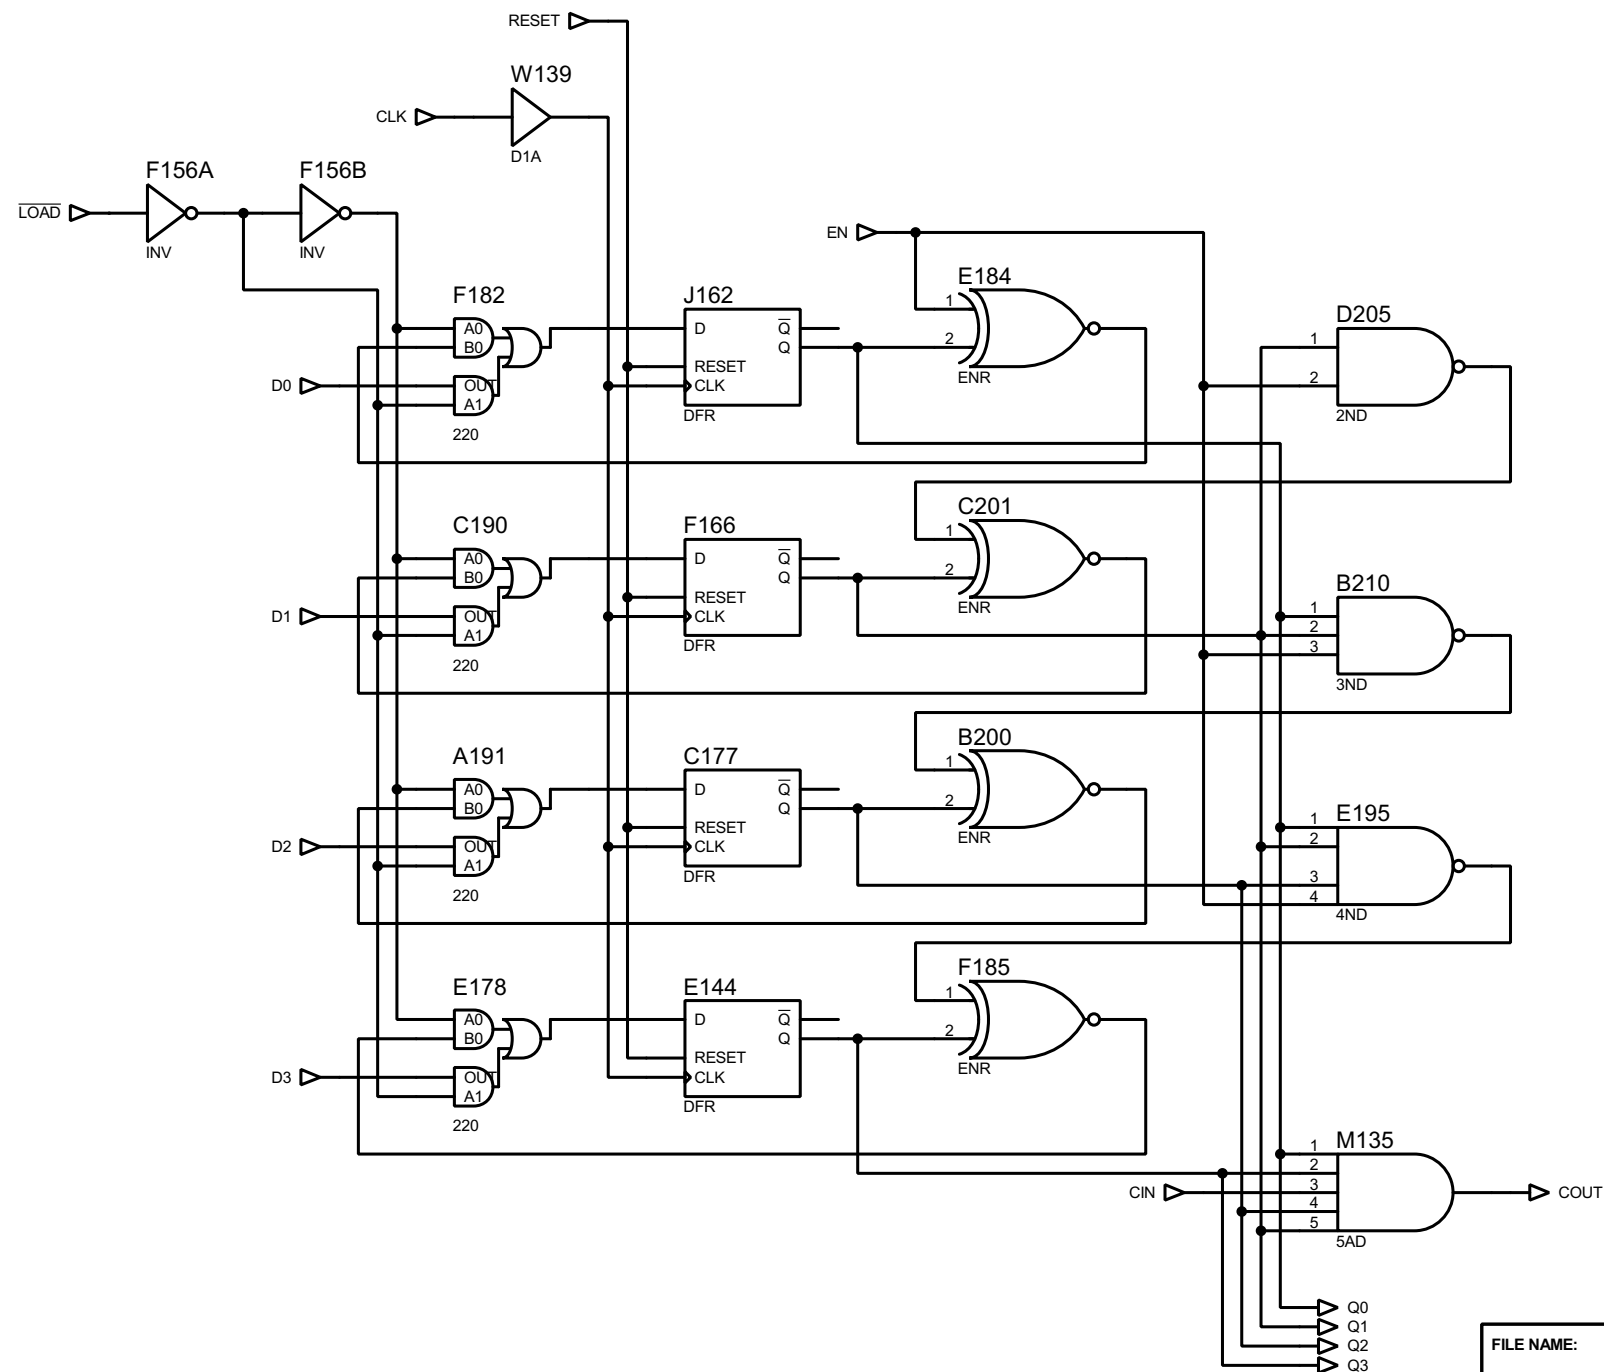 RESET
W139
CLK
D1A
F156A
F156B
LOAD
INV
INV
EN
E184
1
2
ENR
F182
A0
B0
OUT
A1
D0
220
J162
D
Q
Q
RESET
CLK
DFR
D205
1
2
2ND
C201
1
2
ENR
C190
A0
B0
OUT
A1
D1
220
F166
D
Q
Q
RESET
CLK
DFR
B210
1
2
3
3ND
B200
1
2
ENR
A191
A0
B0
OUT
A1
D2
220
C177
D
Q
Q
RESET
CLK
DFR
E195
1
2
3
4
4ND
F185
1
2
ENR
E178
A0
B0
OUT
A1
D3
220
E144
D
Q
Q
RESET
CLK
DFR
M135
1
2
3
4
5
5AD
CIN
COUT
Q0
Q1
Q2
Q3
FILE NAME: